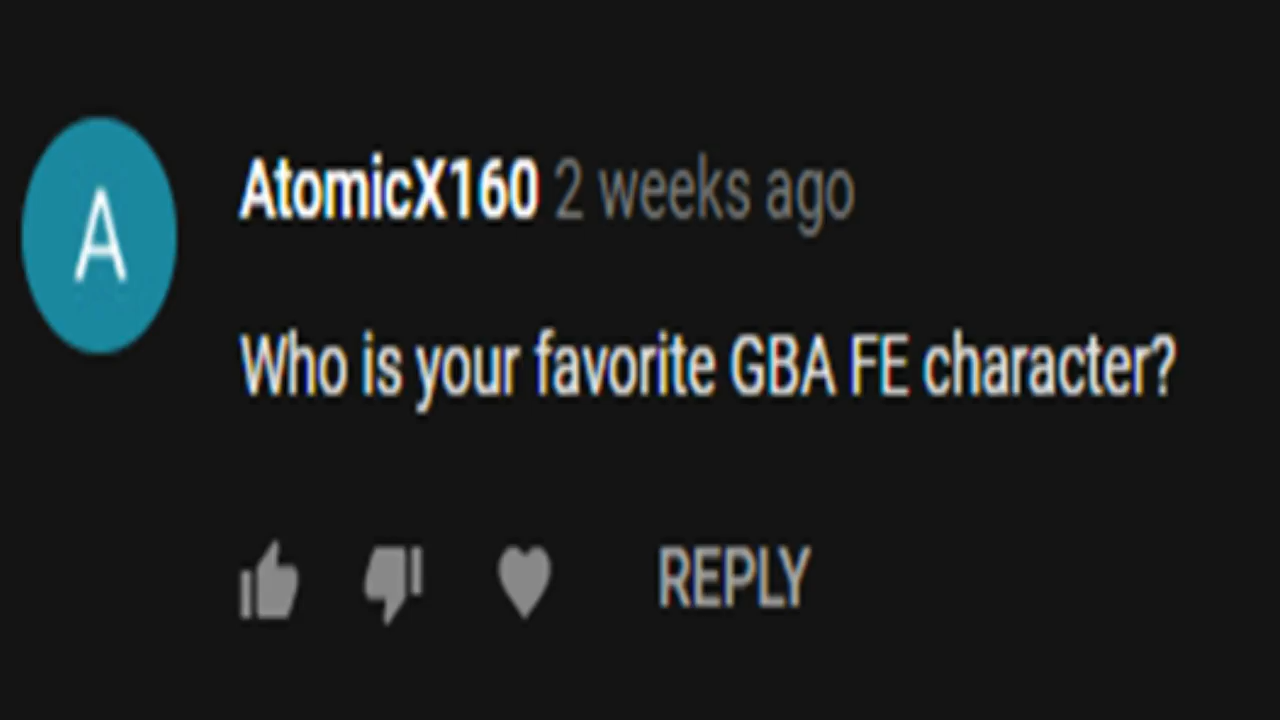 A
AtomicX160 2 weeks ago
Who is your favorite GBA FE character?
REPLY